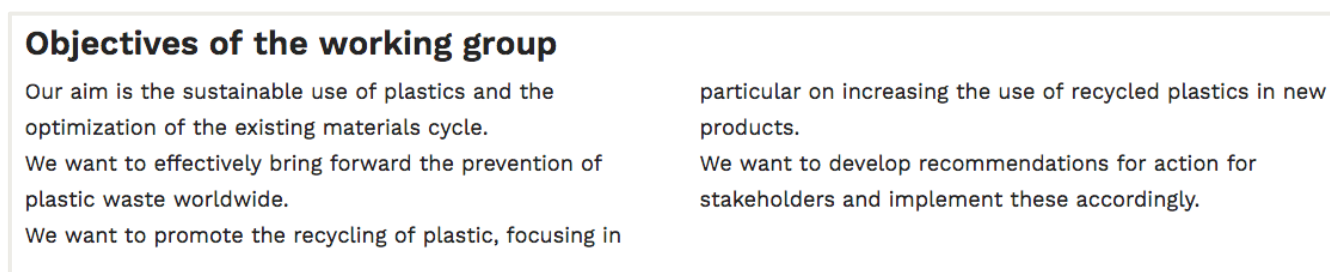 Objectives of the working group
Our aim is the sustainable use of plastics and the
optimization of the existing materials cycle.
We want to effectively bring forward the prevention of
plastic waste worldwide.
We want to promote the recycling of plastic, focusing in
particular on increasing the use of recycled plastics in new
products.
We want to develop recommendations for action for
stakeholders and implement these accordingly.